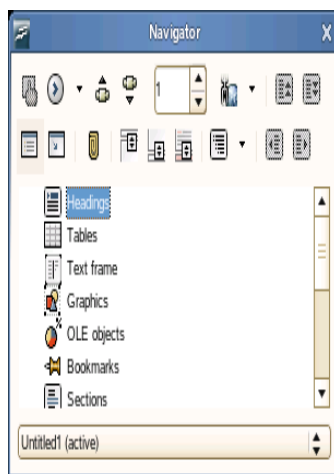 Navigator
1
Headings
Tables
Text frame
Graphics
OLE objects
Bookmarks
Sections
Untitled1 (active)